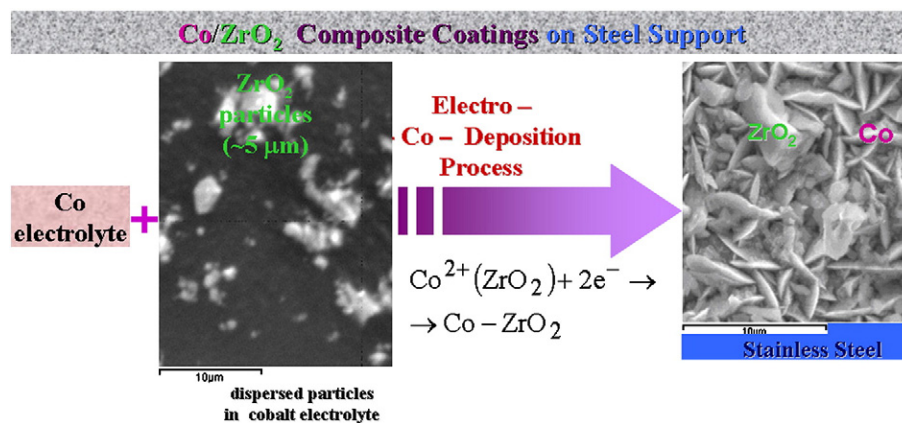 Co/ZrO₂ Composite Coatings on Steel Support
ZrO₂
particles
(~5 μm)
Electro –
- Co – Deposition
Process
ZrO₂
Co
Co
electrolyte
+
Co²⁺(ZrO₂)+2e⁻ →
→ Co – ZrO₂
10μm
10μm
Stainless Steel
dispersed particles
in cobalt electrolyte